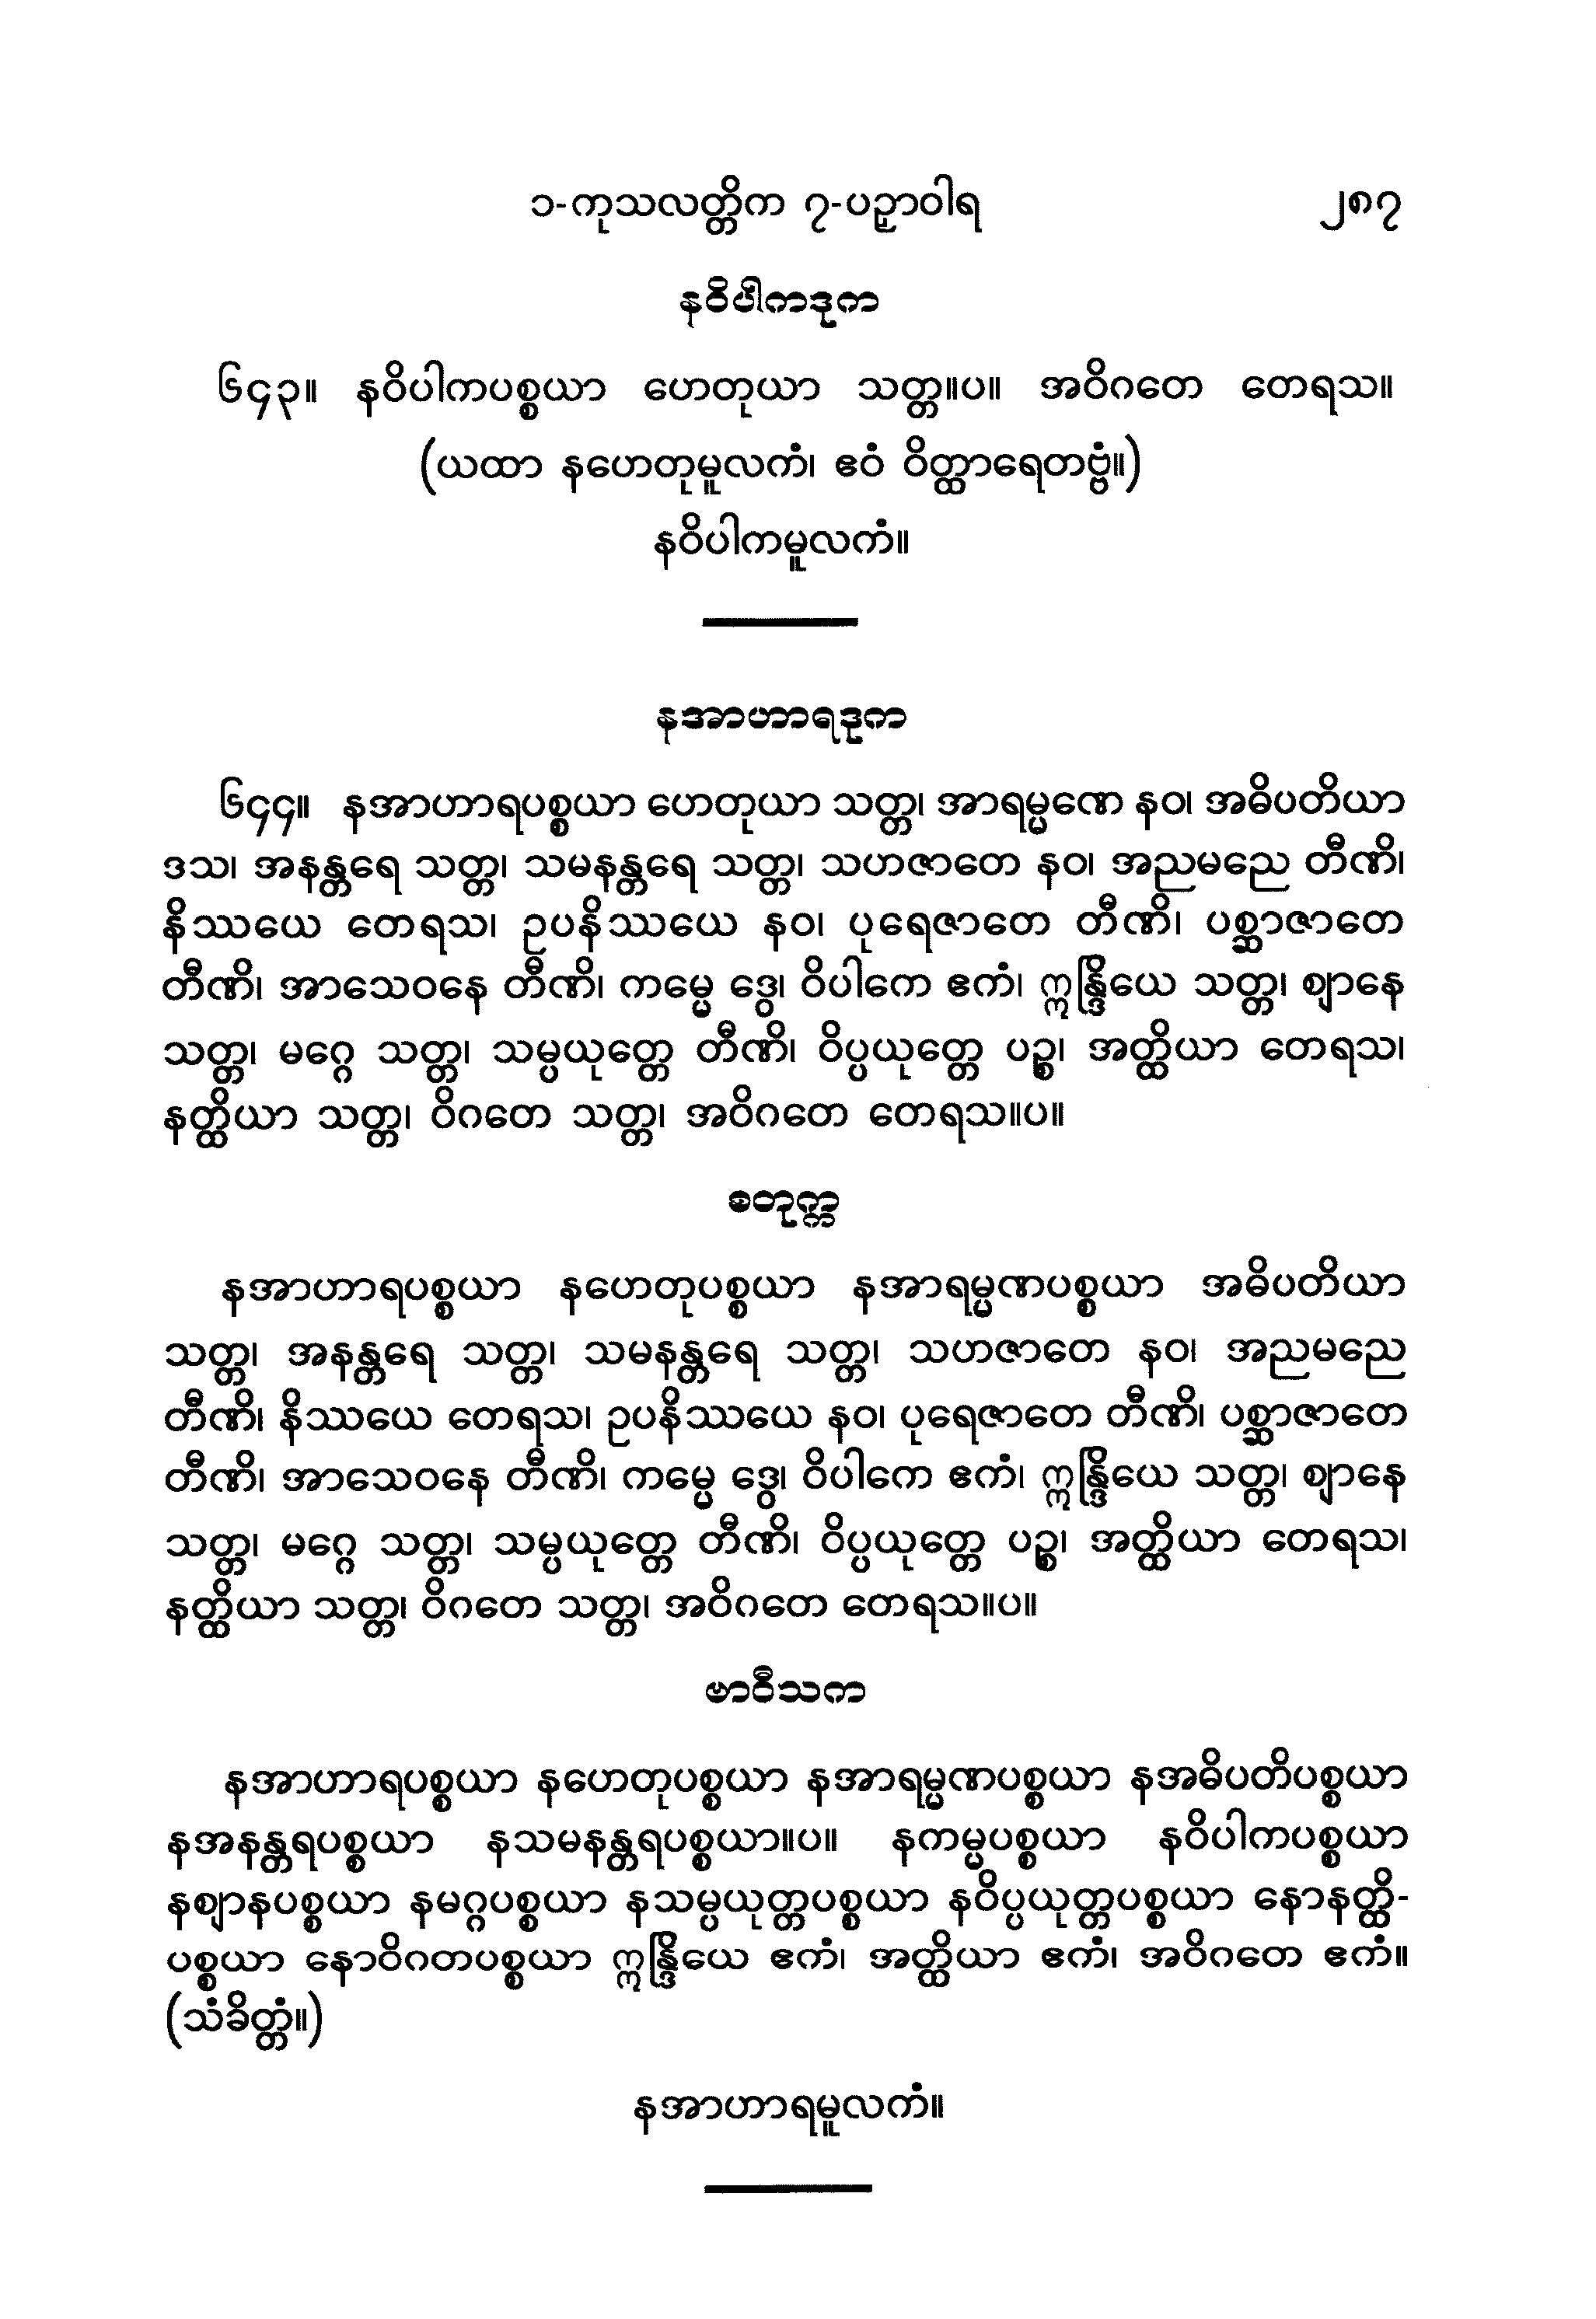 ၁-ကုသလတ္တိက ၇-ပဉှာဝါရ ၂၈၇
နဝိပါကဒုက
၆၄၃။ နဝိပါကပစ္စယာ ဟေတုယာ သတ္တ။ပ။ အဝိဂတေ တေရသ။
(ယထာ နဟေတုမူလကံ၊ ဧဝံ ဝိတ္ထာရေတဗ္ဗံ။)
နဝိပါကမူလကံ။
နအာဟာရဒုက
၆၄၄။ နအာဟာရပစ္စယာ ဟေတုယာ သတ္တ၊ အာရမ္မဏေ နဝ၊ အဓိပတိယာ
ဒသ၊ အနန္တရေ သတ္တ၊ သမနန္တရေ သတ္တ၊ သဟဇာတေ နဝ၊ အညမညေ တီဏိ၊
နိဿယေ တေရသ၊ ဥပနိဿယေ နဝ၊ ပုရေဇာတေ တီဏိ၊ ပစ္ဆာဇာတေ
တီဏိ၊ အာသေဝနေ တီဏိ၊ ကမ္မေ ဒွေ၊ ဝိပါကေ ဧကံ၊ ဣန္ဒြိယေ သတ္တ၊ ဈာနေ
သတ္တ၊ မဂ္ဂေ သတ္တ၊ သမ္ပယုတ္တေ တီဏိ၊ ဝိပ္ပယုတ္တေ ပဉ္စ၊ အတ္ထိယာ တေရသ၊
နတ္ထိယာ သတ္တ၊ ဝိဂတေ သတ္တ၊ အဝိဂတေ တေရသ။ပ။
စတုက္က
နအာဟာရပစ္စယာ နဟေတုပစ္စယာ နအာရမ္မဏပစ္စယာ အဓိပတိယာ
သတ္တ၊ အနန္တရေ သတ္တ၊ သမနန္တရေ သတ္တ၊ သဟဇာတေ နဝ၊ အညမညေ
တီဏိ၊ နိဿယေ တေရသ၊ ဥပနိဿယေ နဝ၊ ပုရေဇာတေ တီဏိ၊ ပစ္ဆာဇာတေ
တီဏိ၊ အာသေဝနေ တီဏိ၊ ကမ္မေ ဒွေ၊ ဝိပါကေ ဧကံ၊ ဣန္ဒြိယေ သတ္တ၊ ဈာနေ
သတ္တ၊ မဂ္ဂေ သတ္တ၊ သမ္ပယုတ္တေ တီဏိ၊ ဝိပ္ပယုတ္တေ ပဉ္စ၊ အတ္ထိယာ တေရသ၊
နတ္ထိယာ သတ္တ၊ ဝိဂတေ သတ္တ၊ အဝိဂတေ တေရသ။ပ။
ဗာဝီသက
နအာဟာရပစ္စယာ နဟေတုပစ္စယာ နအာရမ္မဏပစ္စယာ နအဓိပတိပစ္စယာ
နအနန္တရပစ္စယာ နသမနန္တရပစ္စယာ။ပ။ နကမ္မပစ္စယာ နဝိပါကပစ္စယာ
နဈာနပစ္စယာ နမဂ္ဂပစ္စယာ နသမ္ပယုတ္တပစ္စယာ နဝိပ္ပယုတ္တပစ္စယာ နောနတ္ထိ-
ပစ္စယာ နောဝိဂတပစ္စယာ ဣန္ဒြိယေ ဧကံ၊ အတ္ထိယာ ဧကံ၊ အဝိဂတေ ဧကံ။
(သံခိတ္တံ။)
နအာဟာရမူလကံ။